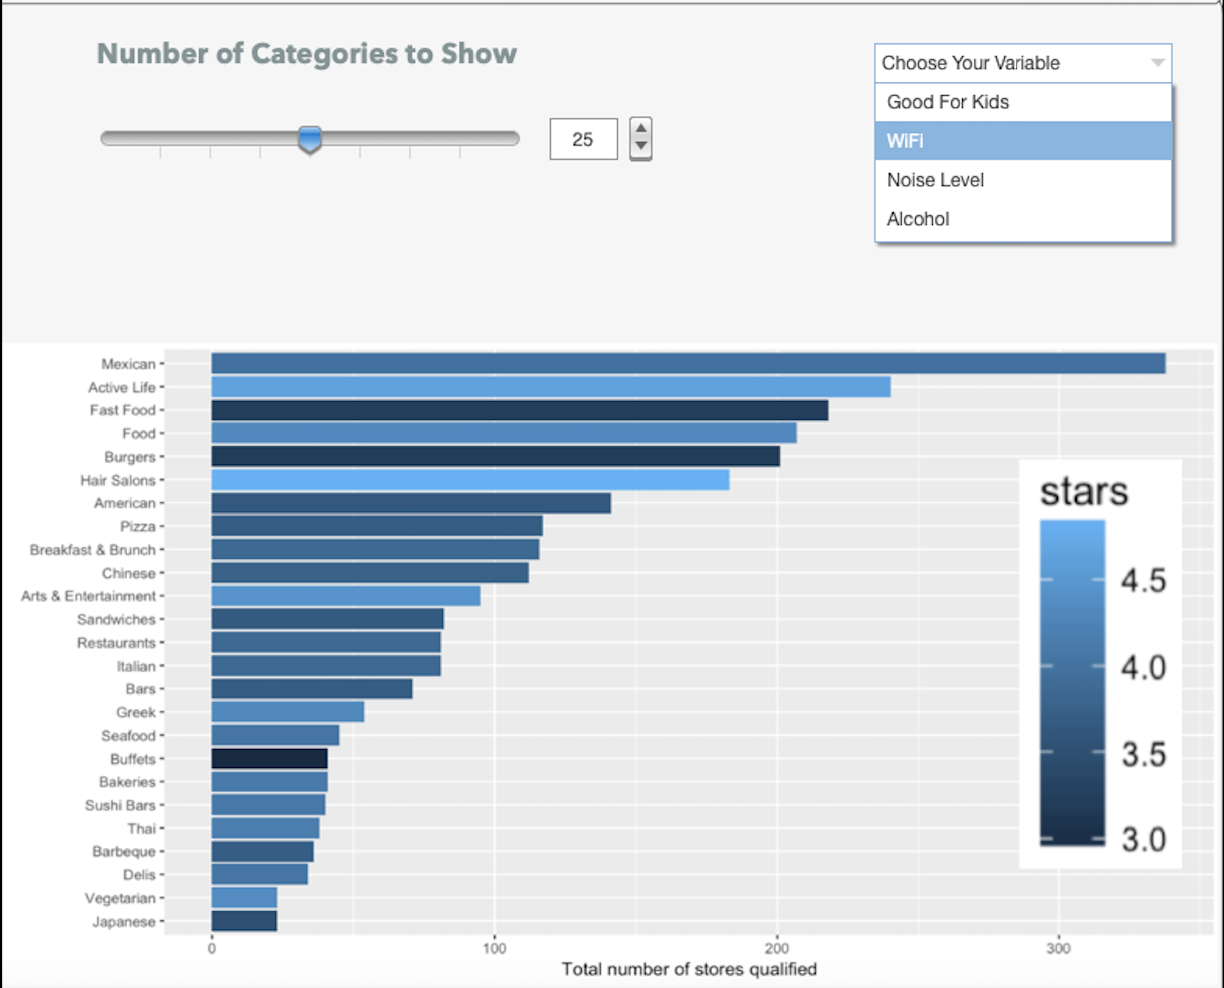 Number of Categories to Show
25
Choose Your Variable
Good For Kids
WiFi
Noise Level
Alcohol
Mexican
Active Life
Fast Food
Food
Burgers
Hair Salons
American
Pizza
Breakfast & Brunch
Chinese
Arts & Entertainment
Sandwiches
Restaurants
Italian
Bars
Greek
Seafood
Buffets
Bakeries
Sushi Bars
Thai
Barbeque
Delis
Vegetarian
Japanese
stars
4.5
4.0
3.5
3.0
0 100 200 300
Total number of stores qualified